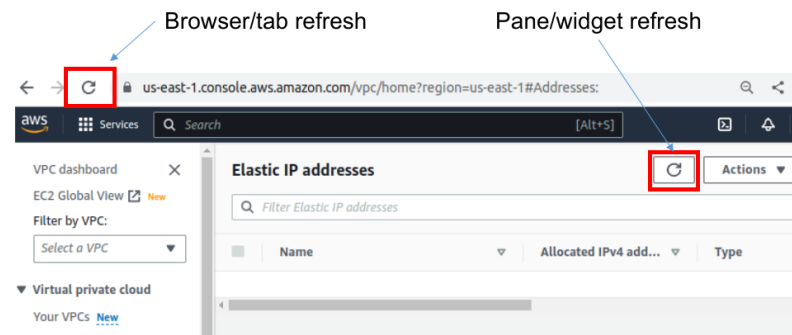 Browser/tab refresh
Pane/widget refresh
us-east-1.console.aws.amazon.com/vpc/home?region=us-east-1#Addresses:
aws
Services
Search
[Alt+S]
VPC dashboard
EC2 Global View New
Filter by VPC:
Select a VPC
Virtual private cloud
Your VPCs New
Elastic IP addresses
Actions
Filter Elastic IP addresses
Name
Allocated IPv4 add...
Type